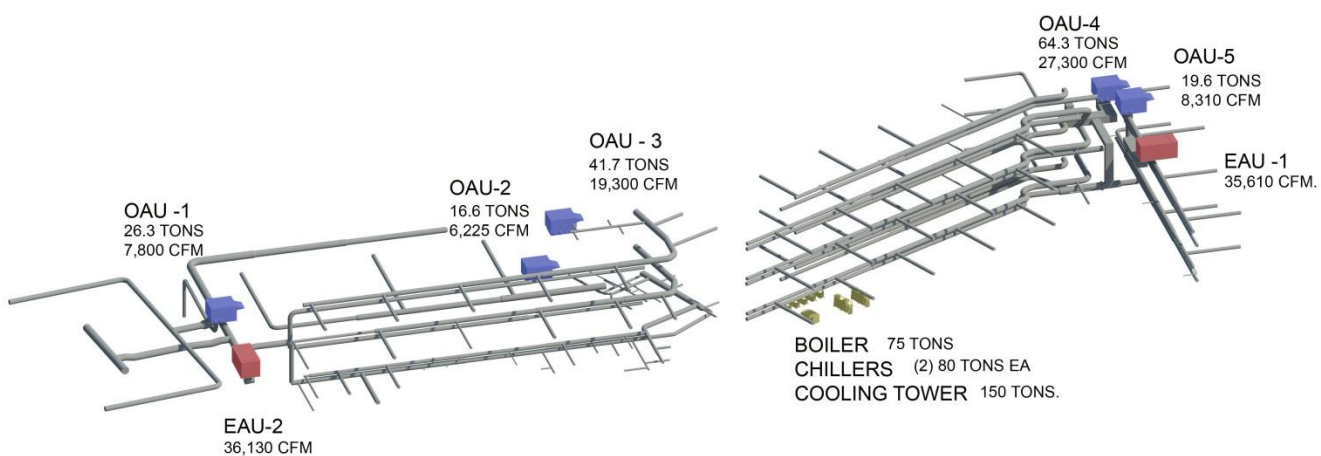 OAU-4
64.3 TONS
27,300 CFM
OAU-5
19.6 TONS
8,310 CFM
EAU -1
35,610 CFM.
OAU - 3
41.7 TONS
19,300 CFM
OAU-2
16.6 TONS
6,225 CFM
OAU -1
26.3 TONS
7,800 CFM
EAU-2
36,130 CFM
BOILER 75 TONS
CHILLERS (2) 80 TONS EA
COOLING TOWER 150 TONS.